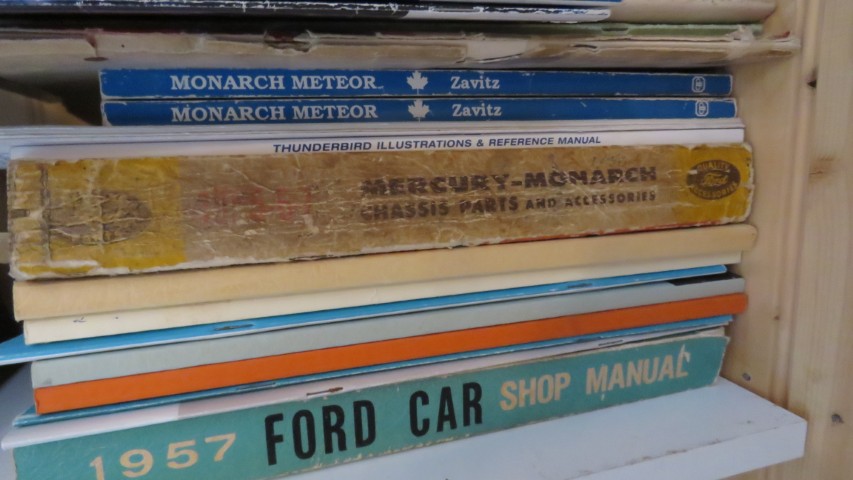 MONARCH METEOR Zavitz
MONARCH METEOR Zavitz
THUNDERBIRD ILLUSTRATIONS & REFERENCE MANUAL
MERCURY-MONARCH
CHASSIS PARTS AND ACCESSORIES
1957 FORD CAR SHOP MANUAL